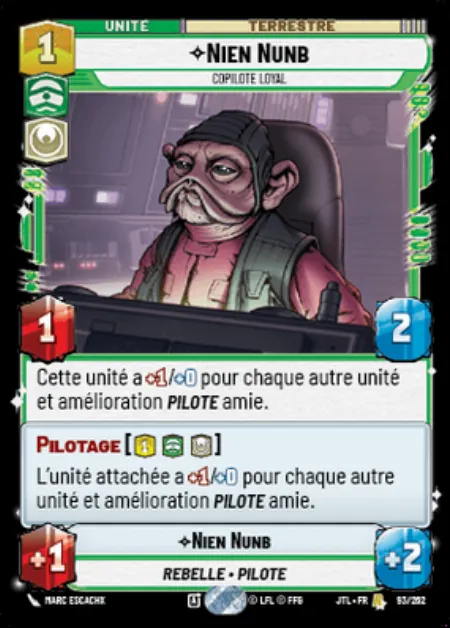 UNITÉ
TERRESTRE
1
✧NIEN NUNB
COPILOTE LOYAL
1
2
Cette unité a +1/+0 pour chaque autre unité
et amélioration PILOTE amie.
PILOTAGE [1]
L'unité attachée a +1/+0 pour chaque autre
unité et amélioration PILOTE amie.
✧NIEN NUNB
+1
+2
REBELLE • PILOTE
MARC ESCACHX
© LFL © FFG
JTL • FR
93/262